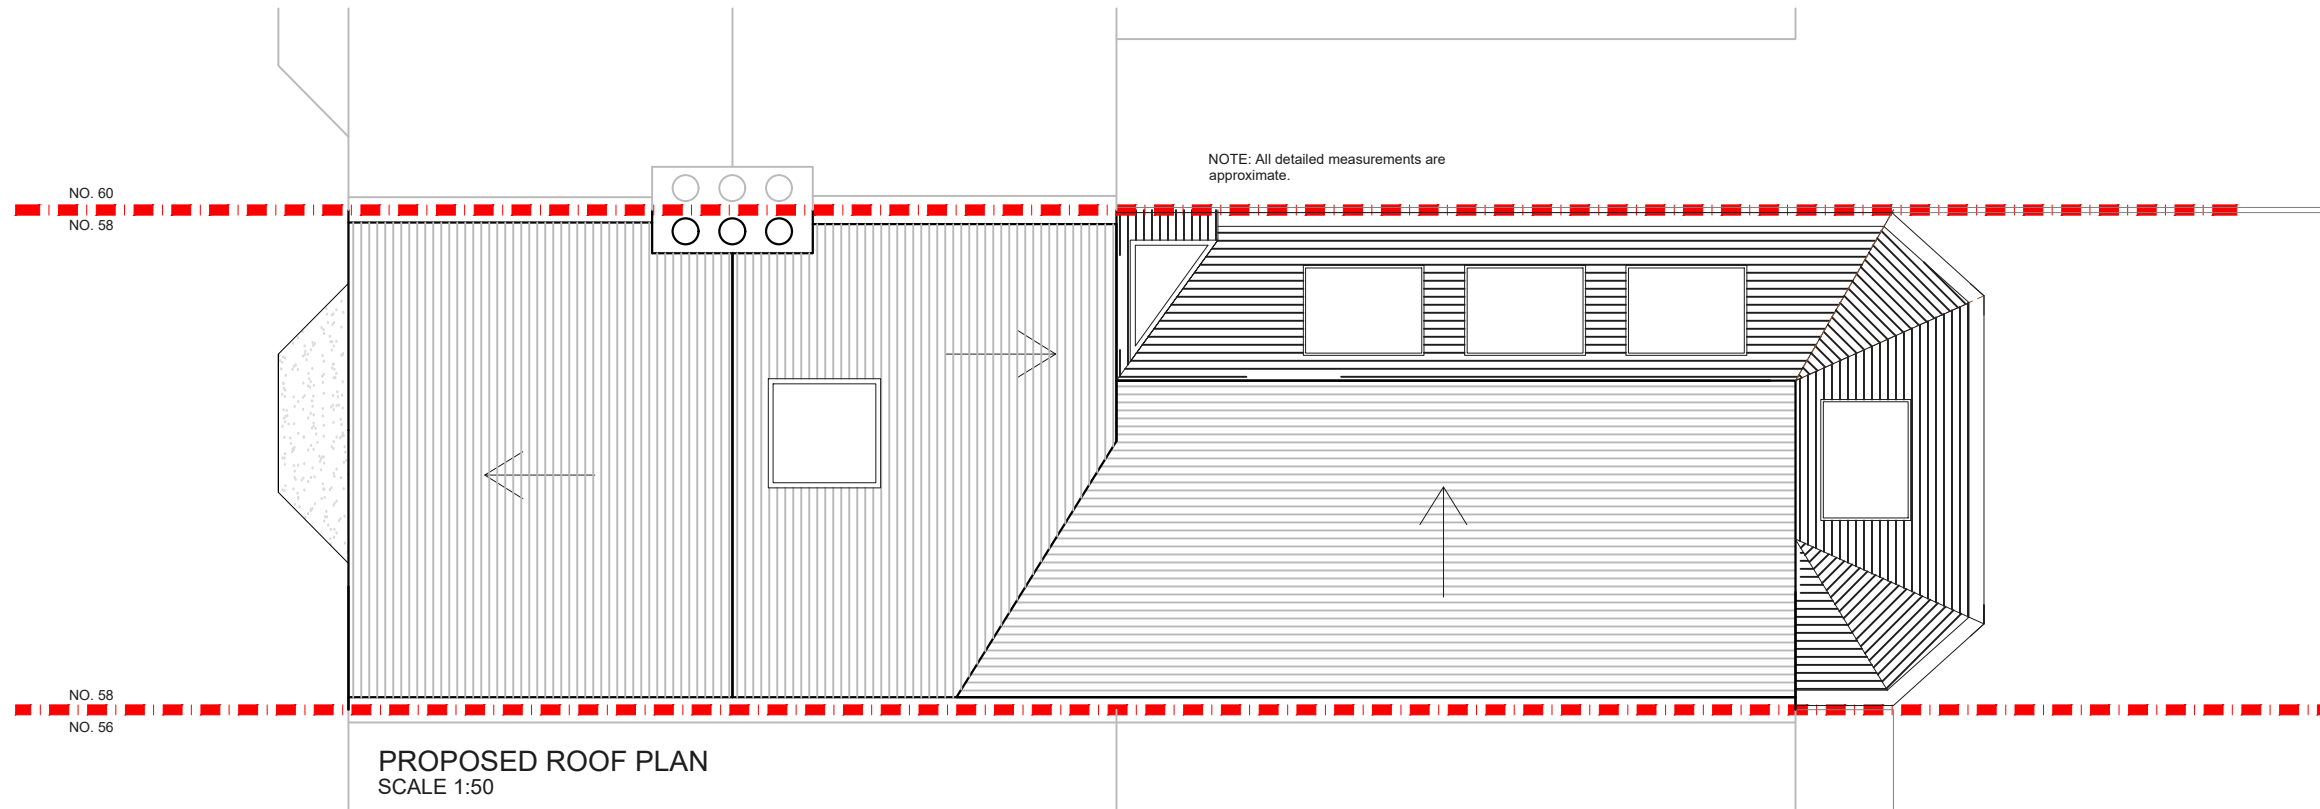 NOTE: All detailed measurements are
approximate.
NO. 60
NO. 58
NO. 58
NO. 56
PROPOSED ROOF PLAN
SCALE 1:50